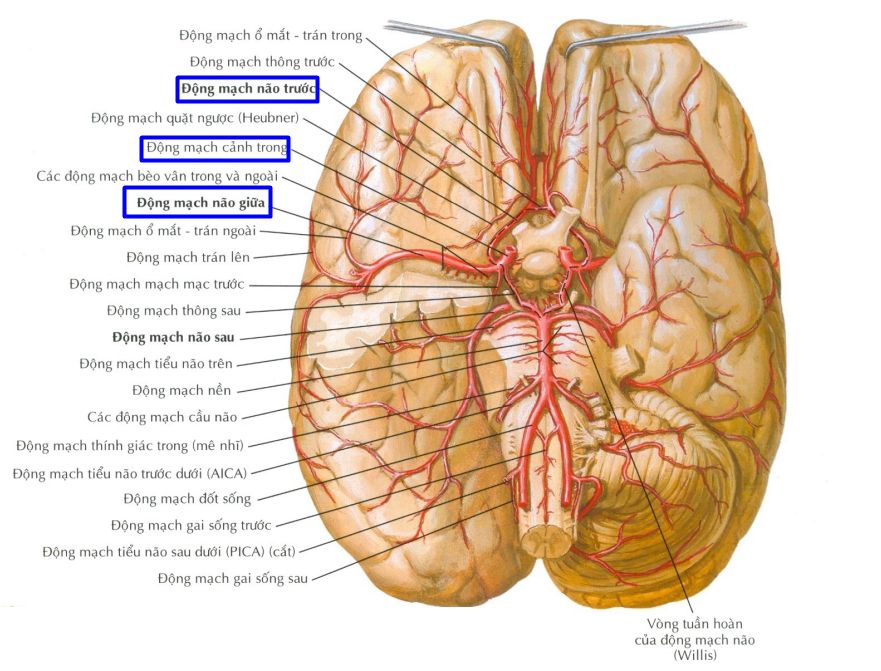 Động mạch ổ mắt - trán trong
Động mạch thông trước
Động mạch não trước
Động mạch quặt ngược (Heubner)
Động mạch cảnh trong
Các động mạch bèo vân trong và ngoài
Động mạch não giữa
Động mạch ổ mắt - trán ngoài
Động mạch trán lên
Động mạch mạch mạc trước
Động mạch thông sau
Động mạch não sau
Động mạch tiểu não trên
Động mạch nền
Các động mạch cầu não
Động mạch thính giác trong (mê nhĩ)
Động mạch tiểu não trước dưới (AICA)
Động mạch đốt sống
Động mạch gai sống trước
Động mạch tiểu não sau dưới (PICA) (cắt)
Động mạch gai sống sau
Vòng tuần hoàn
của động mạch não
(Willis)